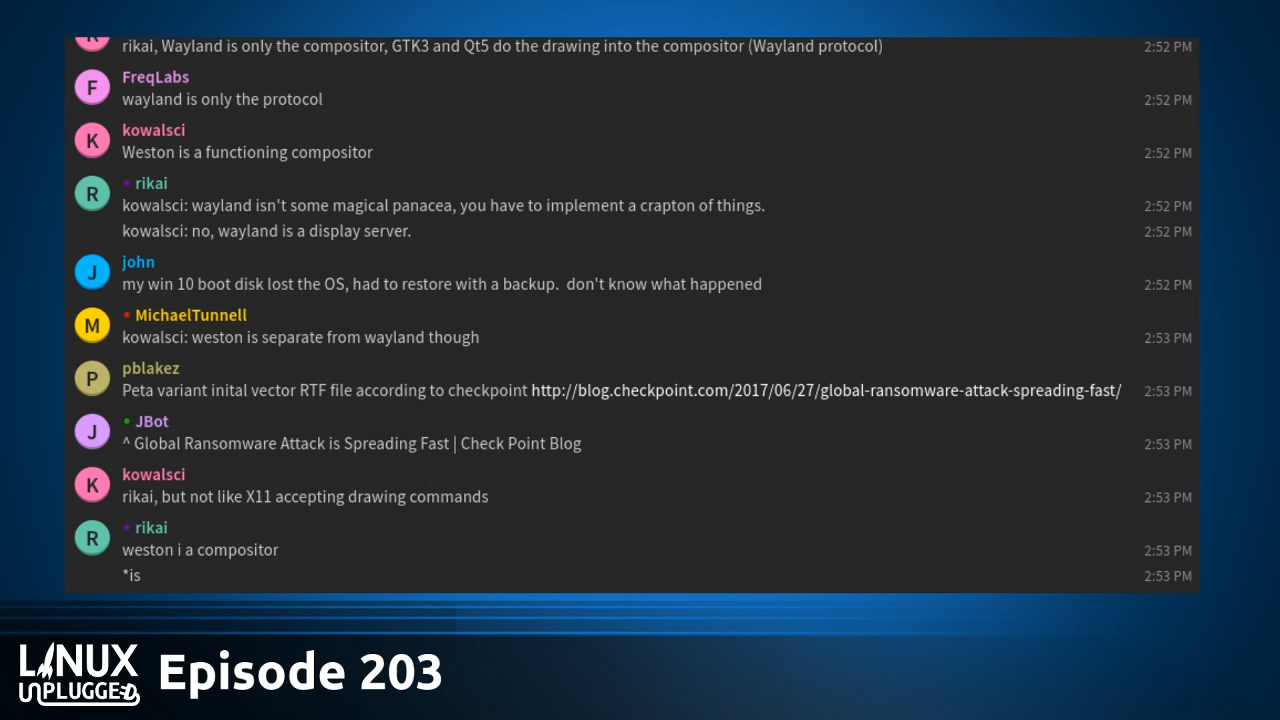 rikai, Wayland is only the compositor, GTK3 and Qt5 do the drawing into the compositor (Wayland protocol) 2:52 PM
F FreqLabs
wayland is only the protocol 2:52 PM
K kowalsci
Weston is a functioning compositor 2:52 PM
R rikai
kowalsci: wayland isn't some magical panacea, you have to implement a crapton of things. 2:52 PM
kowalsci: no, wayland is a display server. 2:52 PM
J john
my win 10 boot disk lost the OS, had to restore with a backup.  don't know what happened 2:52 PM
M MichaelTunnell
kowalsci: weston is separate from wayland though 2:53 PM
P pblakez
Peta variant inital vector RTF file according to checkpoint http://blog.checkpoint.com/2017/06/27/global-ransomware-attack-spreading-fast/ 2:53 PM
J JBot
^ Global Ransomware Attack is Spreading Fast | Check Point Blog 2:53 PM
K kowalsci
rikai, but not like X11 accepting drawing commands 2:53 PM
R rikai
weston i a compositor 2:53 PM
*is 2:53 PM
LINUX
UNPLUGGED
Episode 203